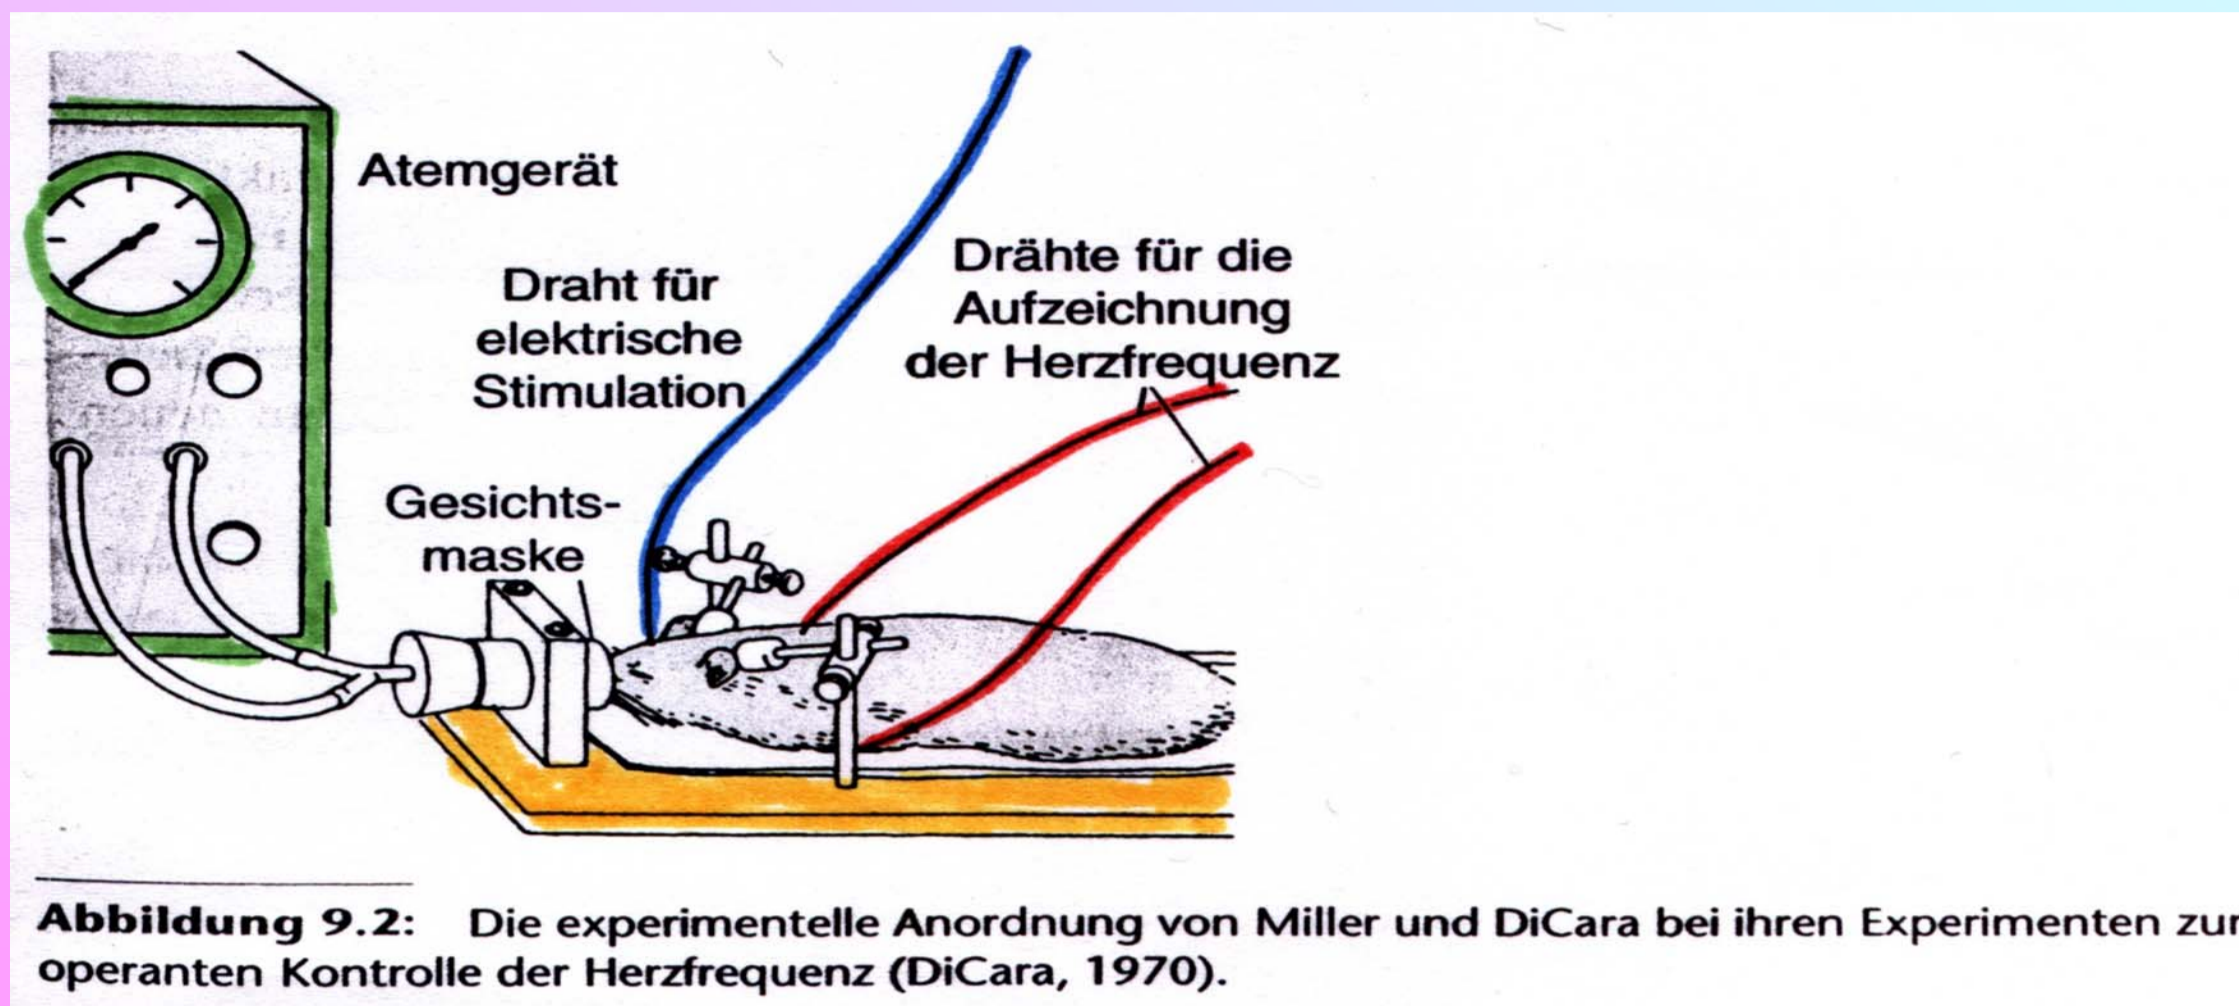 Atemgerät
Draht für
elektrische
Stimulation
Drähte für die
Aufzeichnung
der Herzfrequenz
Gesichts-
maske
Abbildung 9.2: Die experimentelle Anordnung von Miller und DiCara bei ihren Experimenten zur
operanten Kontrolle der Herzfrequenz (DiCara, 1970).